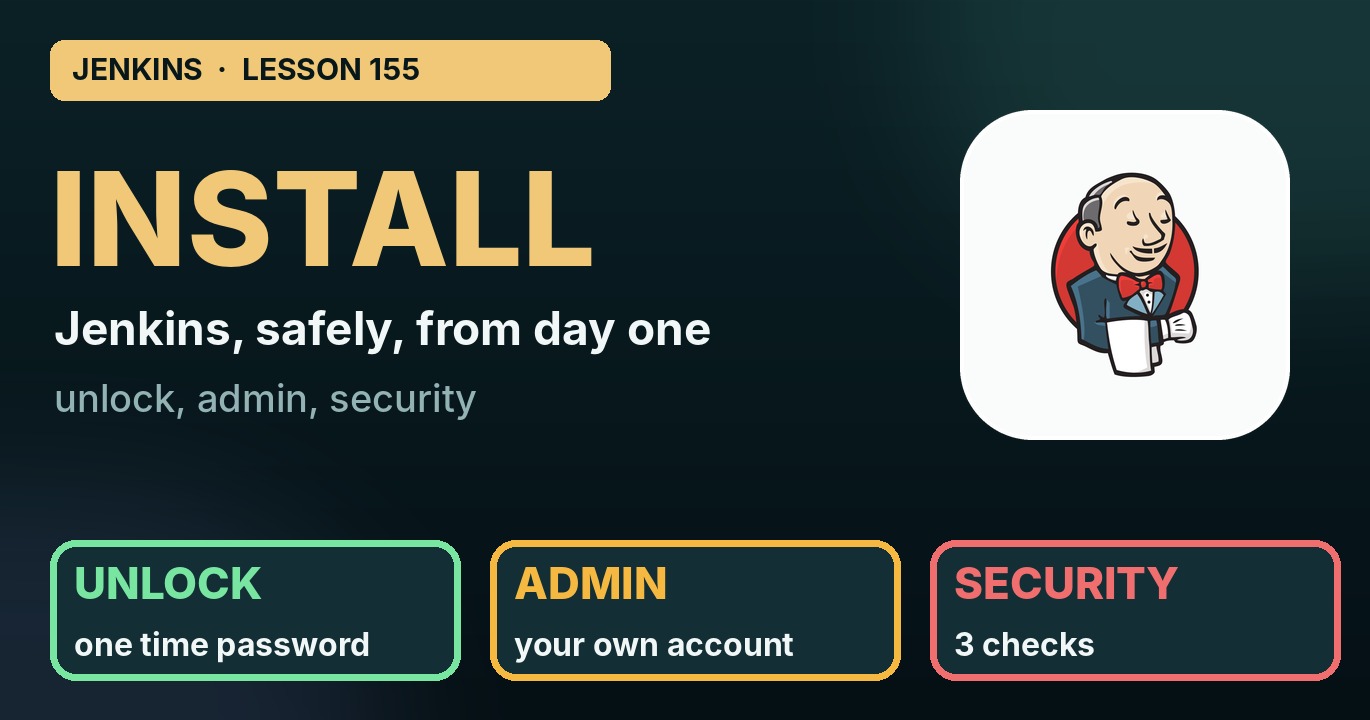 JENKINS · LESSON 155
INSTALL
Jenkins, safely, from day one
unlock, admin, security
UNLOCK
one time password
ADMIN
your own account
SECURITY
3 checks